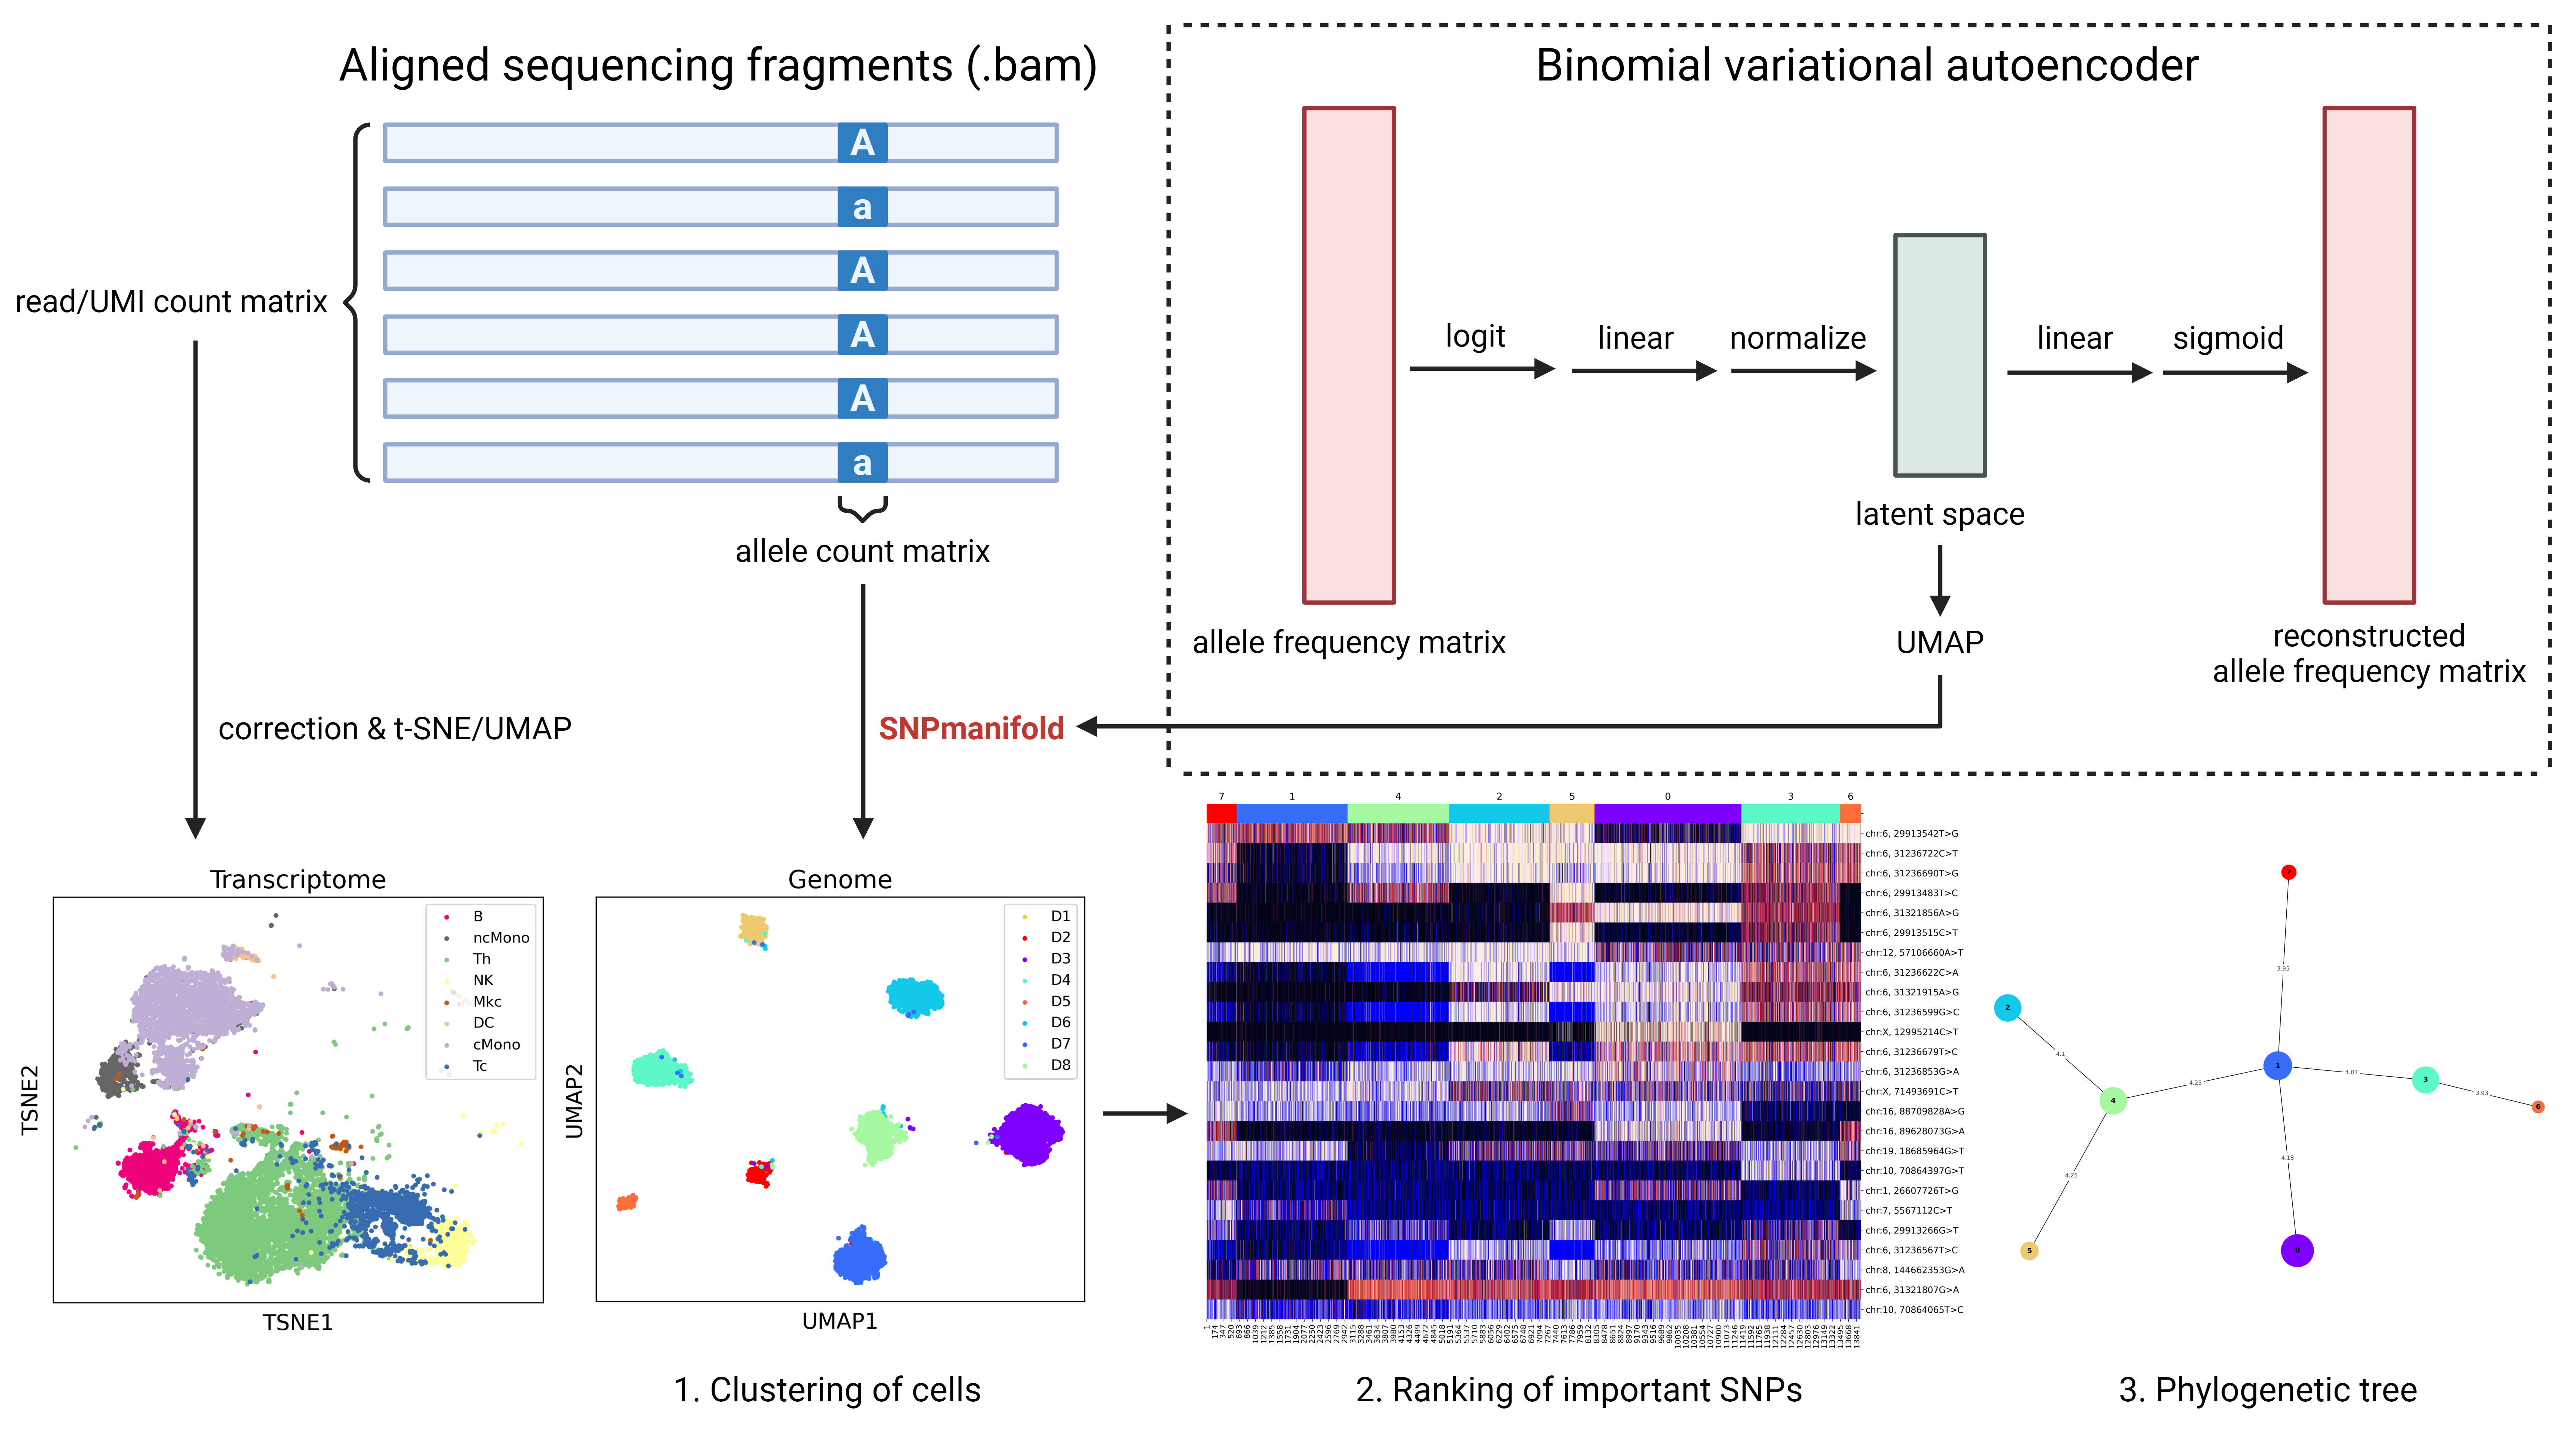 Aligned sequencing fragments (.bam)
A
a
A
A
A
a
read/UMI count matrix
allele count matrix
correction & t-SNE/UMAP
SNPmanifold
Binomial variational autoencoder
logit
linear
normalize
linear
sigmoid
latent space
UMAP
allele frequency matrix
reconstructed
allele frequency matrix
Transcriptome
B
ncMono
Th
NK
Mkc
DC
cMono
Tc
TSNE2
TSNE1
Genome
D1
D2
D3
D4
D5
D6
D7
D8
UMAP2
UMAP1
1. Clustering of cells
7 1 4 2 5 0 3 6
chr:6, 29913542T>G
chr:6, 31236722C>T
chr:6, 31236690T>G
chr:6, 29913483T>C
chr:6, 31321856A>G
chr:6, 29913515C>T
chr:12, 57106660A>T
chr:6, 31236622C>A
chr:6, 31321915A>G
chr:6, 31236599G>C
chr:X, 12995214C>T
chr:6, 31236679T>C
chr:6, 31236853G>A
chr:X, 71493691C>T
chr:16, 88709828A>G
chr:16, 89628073G>A
chr:19, 18685964G>T
chr:10, 70864397G>T
chr:1, 26607726T>G
chr:7, 5567112C>T
chr:6, 29913266G>T
chr:6, 31236567T>C
chr:8, 144662353G>A
chr:6, 31321807G>A
chr:10, 70864065T>C
2. Ranking of important SNPs
3.95
2
4.1
4
4.23
1
4.07
3
3.93
6
4.25
4.18
5
0
3. Phylogenetic tree